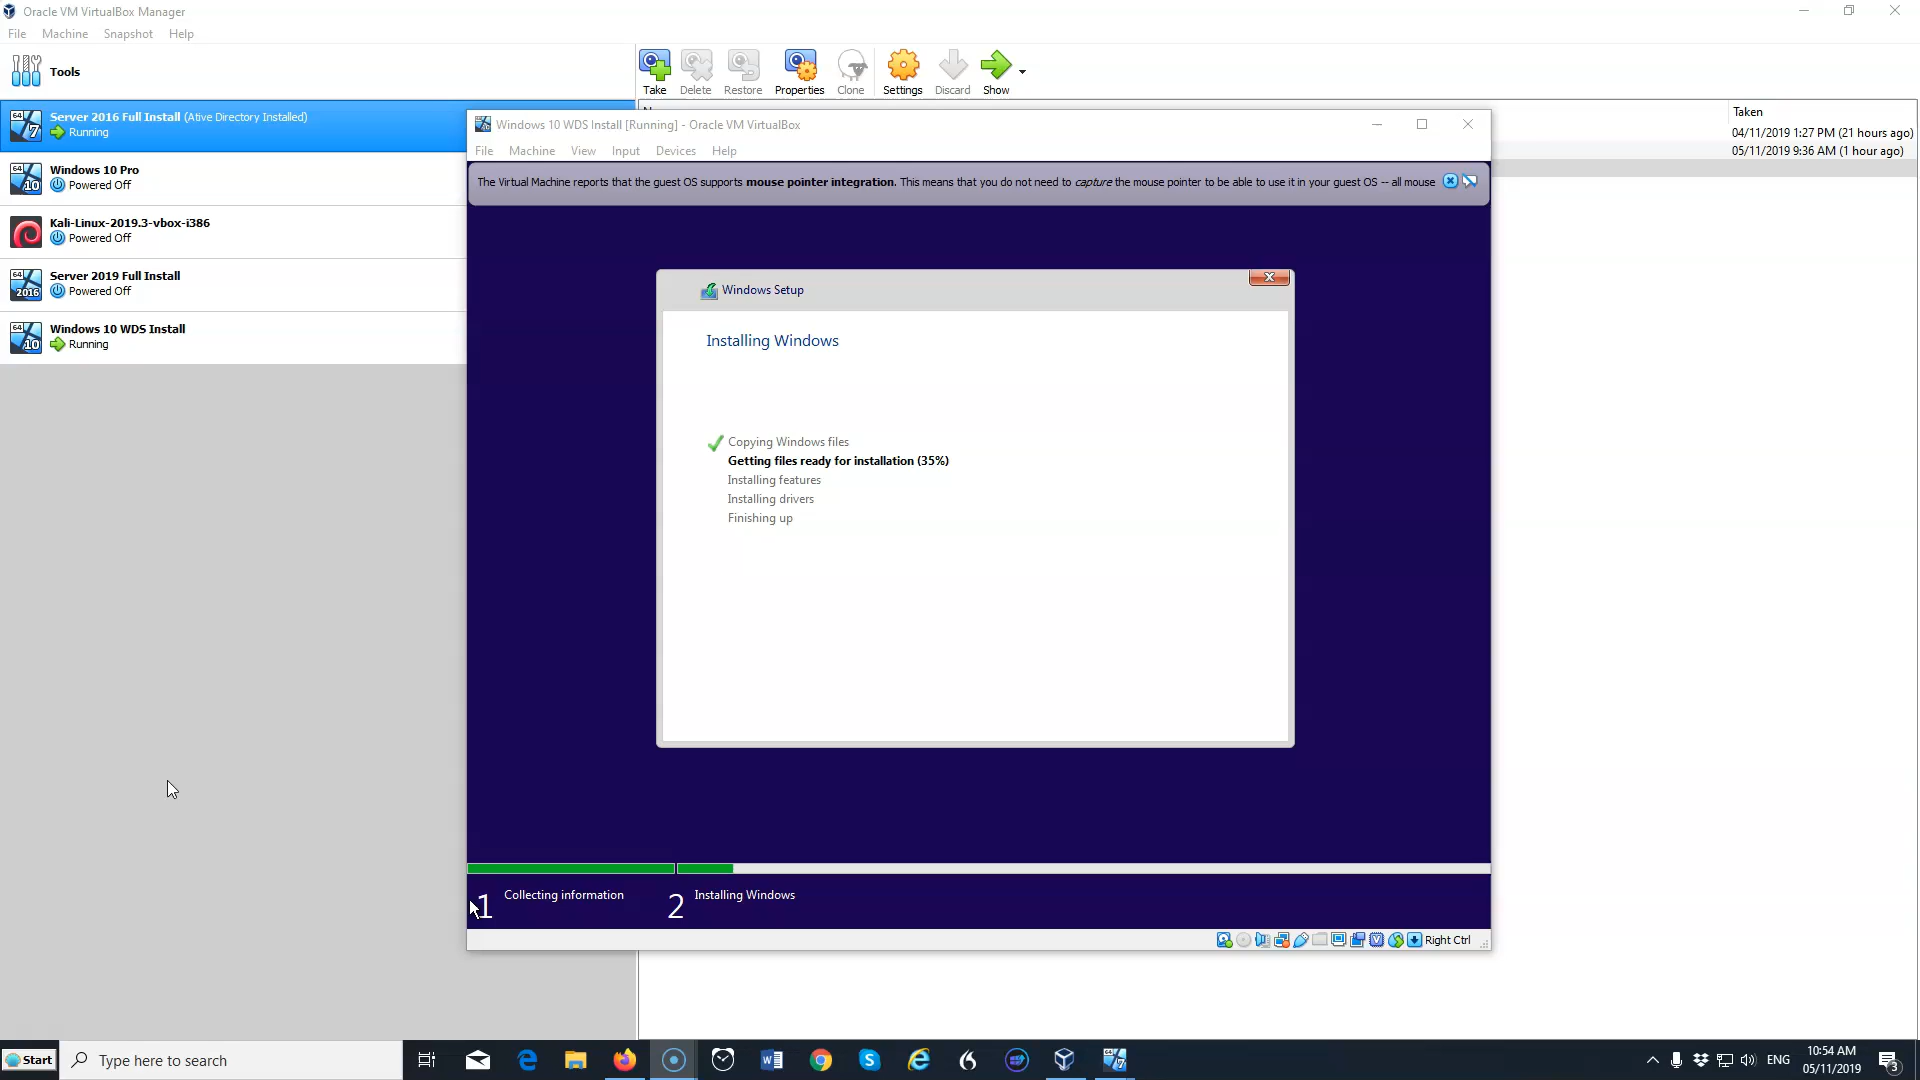 Oracle VM VirtualBox Manager
File Machine Snapshot Help
Tools
Take Delete Restore Properties Clone Settings Discard Show
Server 2016 Full Install (Ative Directory Installed)
Running
Windows 10 Pro
Powered Off
Kali-Linux-2019.3-vbox-i386
Powered Off
Server 2019 Full Install
Powered Off
Windows 10 WDS Install
Running
Taken
04/11/2019 1:27 PM (21 hours ago)
05/11/2019 9:36 AM (1 hour ago)
Windows 10 WDS Install [Running] - Oracle VM VirtualBox
File Machine View Input Devices Help
The Virtual Machine reports that the guest OS supports mouse pointer integration. This means that you do not need to capture the mouse pointer to be able to use it in your guest OS -- all mouse
Windows Setup
Installing Windows
Copying Windows files
Getting files ready for installation (35%)
Installing features
Installing drivers
Finishing up
1 Collecting information 2 Installing Windows
Right Ctrl
Start Type here to search
ENG
10:54 AM
05/11/2019
3